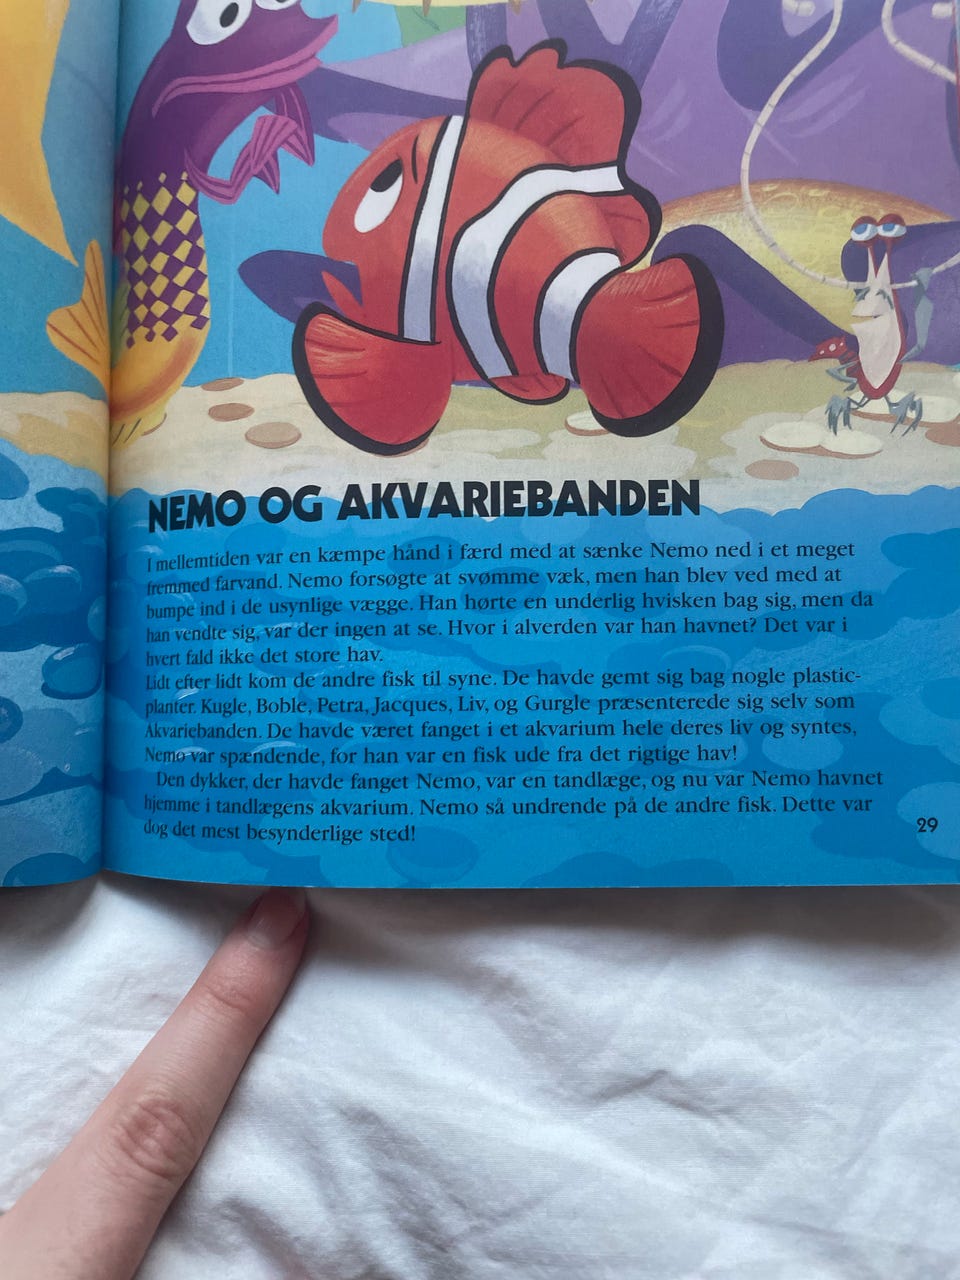 NEMO OG AKVARIEBANDEN
I mellemtiden var en kæmpe hånd i færd med at sænke Nemo ned i et meget
fremmed farvand. Nemo forsøgte at svømme væk, men han blev ved med at
bumpe ind i de usynlige vægge. Han hørte en underlig hvisken bag sig, men da
han vendte sig, var der ingen at se. Hvor i alverden var han havnet? Det var i
hvert fald ikke det store hav.
Lidt efter lidt kom de andre fisk til syne. De havde gemt sig bag nogle plastic-
planter. Kugle, Boble, Petra, Jacques, Liv, og Gurgle præsenterede sig selv som
Akvariebanden. De havde været fanget i et akvarium hele deres liv og syntes,
Nemo var spændende, for han var en fisk ude fra det rigtige hav!
Den dykker, der havde fanget Nemo, var en tandlæge, og nu var Nemo havnet
hjemme i tandlægens akvarium. Nemo så undrende på de andre fisk. Dette var
dog det mest besynderlige sted!
29